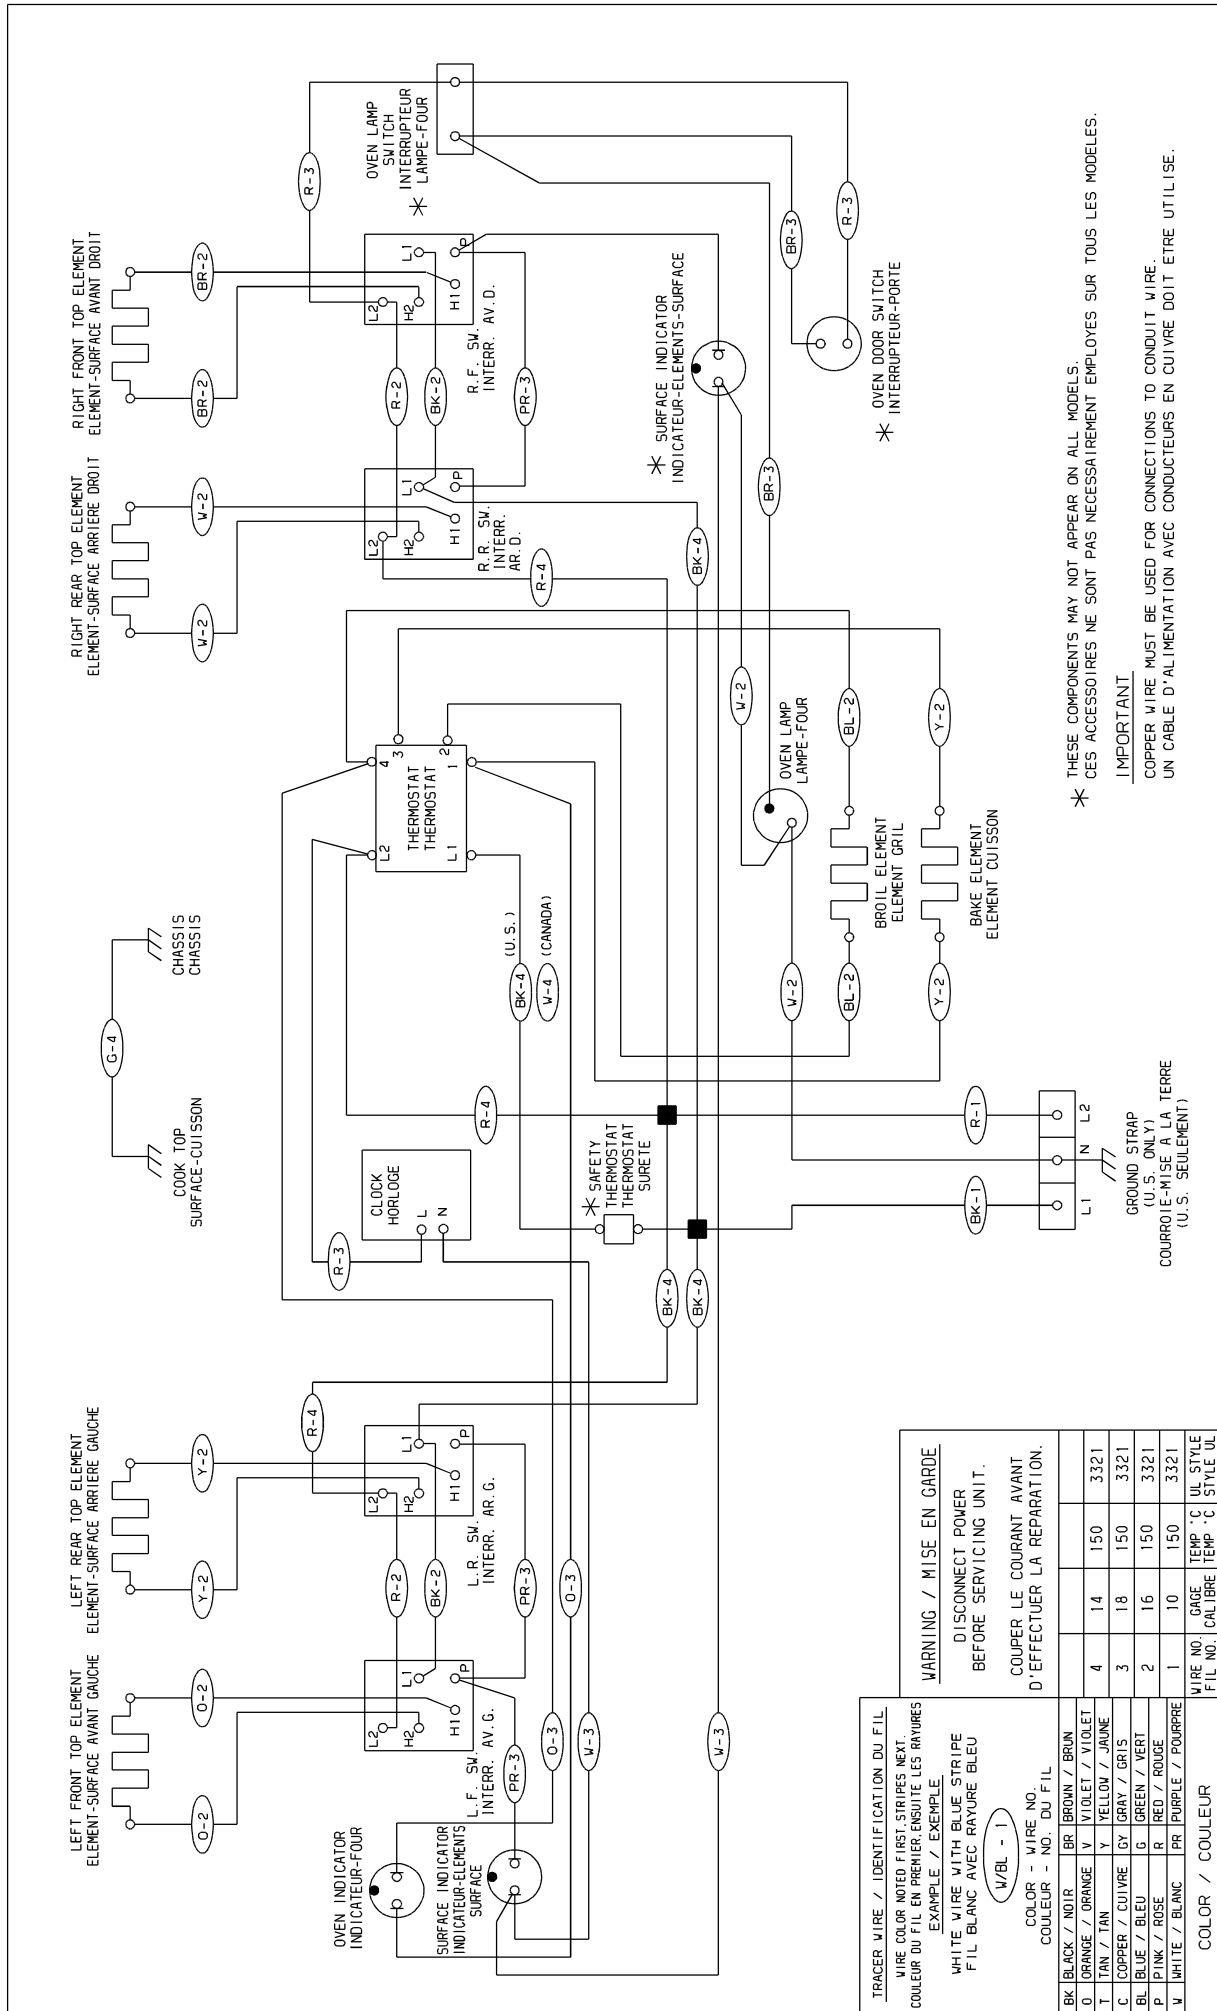 LEFT FRONT TOP ELEMENT
ELEMENT-SURFACE AVANT GAUCHE
LEFT REAR TOP ELEMENT
ELEMENT-SURFACE ARRIERE GAUCHE
RIGHT REAR TOP ELEMENT
ELEMENT-SURFACE ARRIERE DROIT
RIGHT FRONT TOP ELEMENT
ELEMENT-SURFACE AVANT DROIT
O-2
O-2
Y-2
Y-2
W-2
W-2
BR-2
BR-2
COOK TOP
SURFACE-CUISSON
G-4
CHASSIS
CHASSIS
L2
H2
L1
H1
P
L.F. SW.
INTERR. AV.G.
R-2
BK-2
PR-3
PR-3
L2
H2
L1
H1
P
L.R. SW.
INTERR. AR.G.
R-4
OVEN INDICATOR
INDICATEUR-FOUR
SURFACE INDICATOR
INDICATEUR-ELEMENTS
SURFACE
O-3
O-3
W-3
W-3
CLOCK
HORLOGE
L
N
R-3
R-4
BK-4
BK-4
* SAFETY
THERMOSTAT
THERMOSTAT
SURETE
BK-4
(U.S.)
W-4
(CANADA)
THERMOSTAT
THERMOSTAT
L2
L1
4
3
2
1
L2
H2
L1
H1
P
R.R. SW.
INTERR.
AR.D.
R-4
BK-4
R-2
BK-2
PR-3
L2
H2
L1
H1
P
R.F. SW.
INTERR. AV.D.
R-3
OVEN LAMP
SWITCH
INTERRUPTEUR
LAMPE-FOUR
*
BR-3
R-3
* SURFACE INDICATOR
INDICATEUR-ELEMENTS-SURFACE
* OVEN DOOR SWITCH
INTERRUPTEUR-PORTE
BR-3
W-2
OVEN LAMP
LAMPE-FOUR
W-2
BL-2
BL-2
BROIL ELEMENT
ELEMENT GRIL
Y-2
Y-2
BAKE ELEMENT
ELEMENT CUISSON
BK-1
R-1
L1
N
L2
GROUND STRAP
(U.S. ONLY)
COURROIE-MISE A LA TERRE
(U.S. SEULEMENT)
* THESE COMPONENTS MAY NOT APPEAR ON ALL MODELS.
CES ACCESSOIRES NE SONT PAS NECESSAIREMENT EMPLOYES SUR TOUS LES MODELES.
IMPORTANT
COPPER WIRE MUST BE USED FOR CONNECTIONS TO CONDUIT WIRE.
UN CABLE D'ALIMENTATION AVEC CONDUCTEURS EN CUIVRE DOIT ETRE UTILISE.
TRACER WIRE / IDENTIFICATION DU FIL
WIRE COLOR NOTED FIRST, STRIPES NEXT.
COULEUR DU FIL EN PREMIER, ENSUITE LES RAYURES
EXAMPLE / EXEMPLE
WHITE WIRE WITH BLUE STRIPE
FIL BLANC AVEC RAYURE BLEU
W/BL - 1
COLOR - WIRE NO.
COULEUR - NO. DU FIL
WARNING / MISE EN GARDE
DISCONNECT POWER
BEFORE SERVICING UNIT.
COUPER LE COURANT AVANT
D'EFFECTUER LA REPARATION.
BK BLACK / NOIR BR BROWN / BRUN
O ORANGE / ORANGE V VIOLET / VIOLET 4 14 150 3321
T TAN / TAN Y YELLOW / JAUNE
C COPPER / CUIVRE GY GRAY / GRIS 3 18 150 3321
BL BLUE / BLEU G GREEN / VERT 2 16 150 3321
P PINK / ROSE R RED / ROUGE
W WHITE / BLANC PR PURPLE / POURPRE 1 10 150 3321
COLOR / COULEUR
WIRE NO. GAGE TEMP °C UL STYLE
FIL NO. CALIBRE TEMP °C STYLE UL